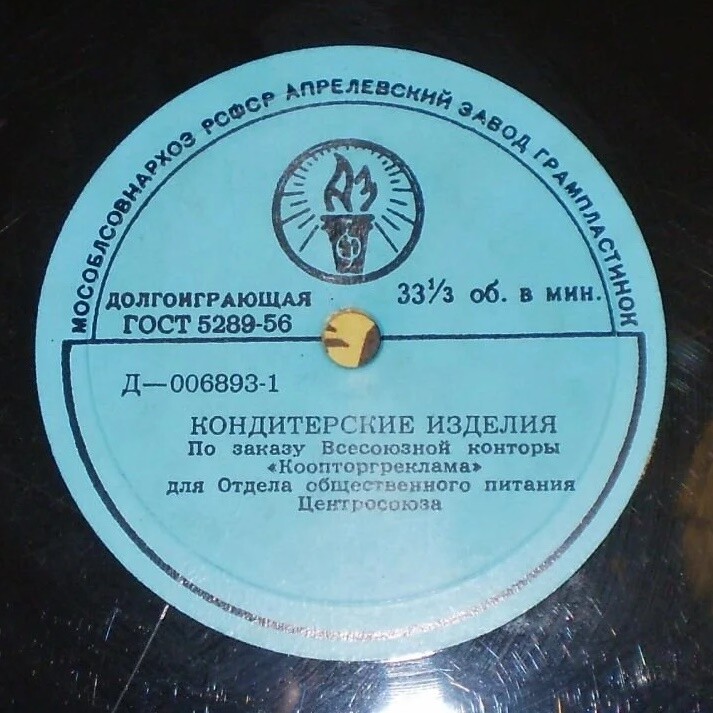 МОСОБЛСОВНАРХОЗ РСФСР АПРЕЛЕВСКИЙ ЗАВОД ГРАМПЛАСТИНОК
АЗ
ДОЛГОИГРАЮЩАЯ 33⅓ об. в мин.
ГОСТ 5289-56
Д—006893-1
КОНДИТЕРСКИЕ ИЗДЕЛИЯ
По заказу Всесоюзной конторы
«Коопторгреклама»
для Отдела общественного питания
Центросоюза